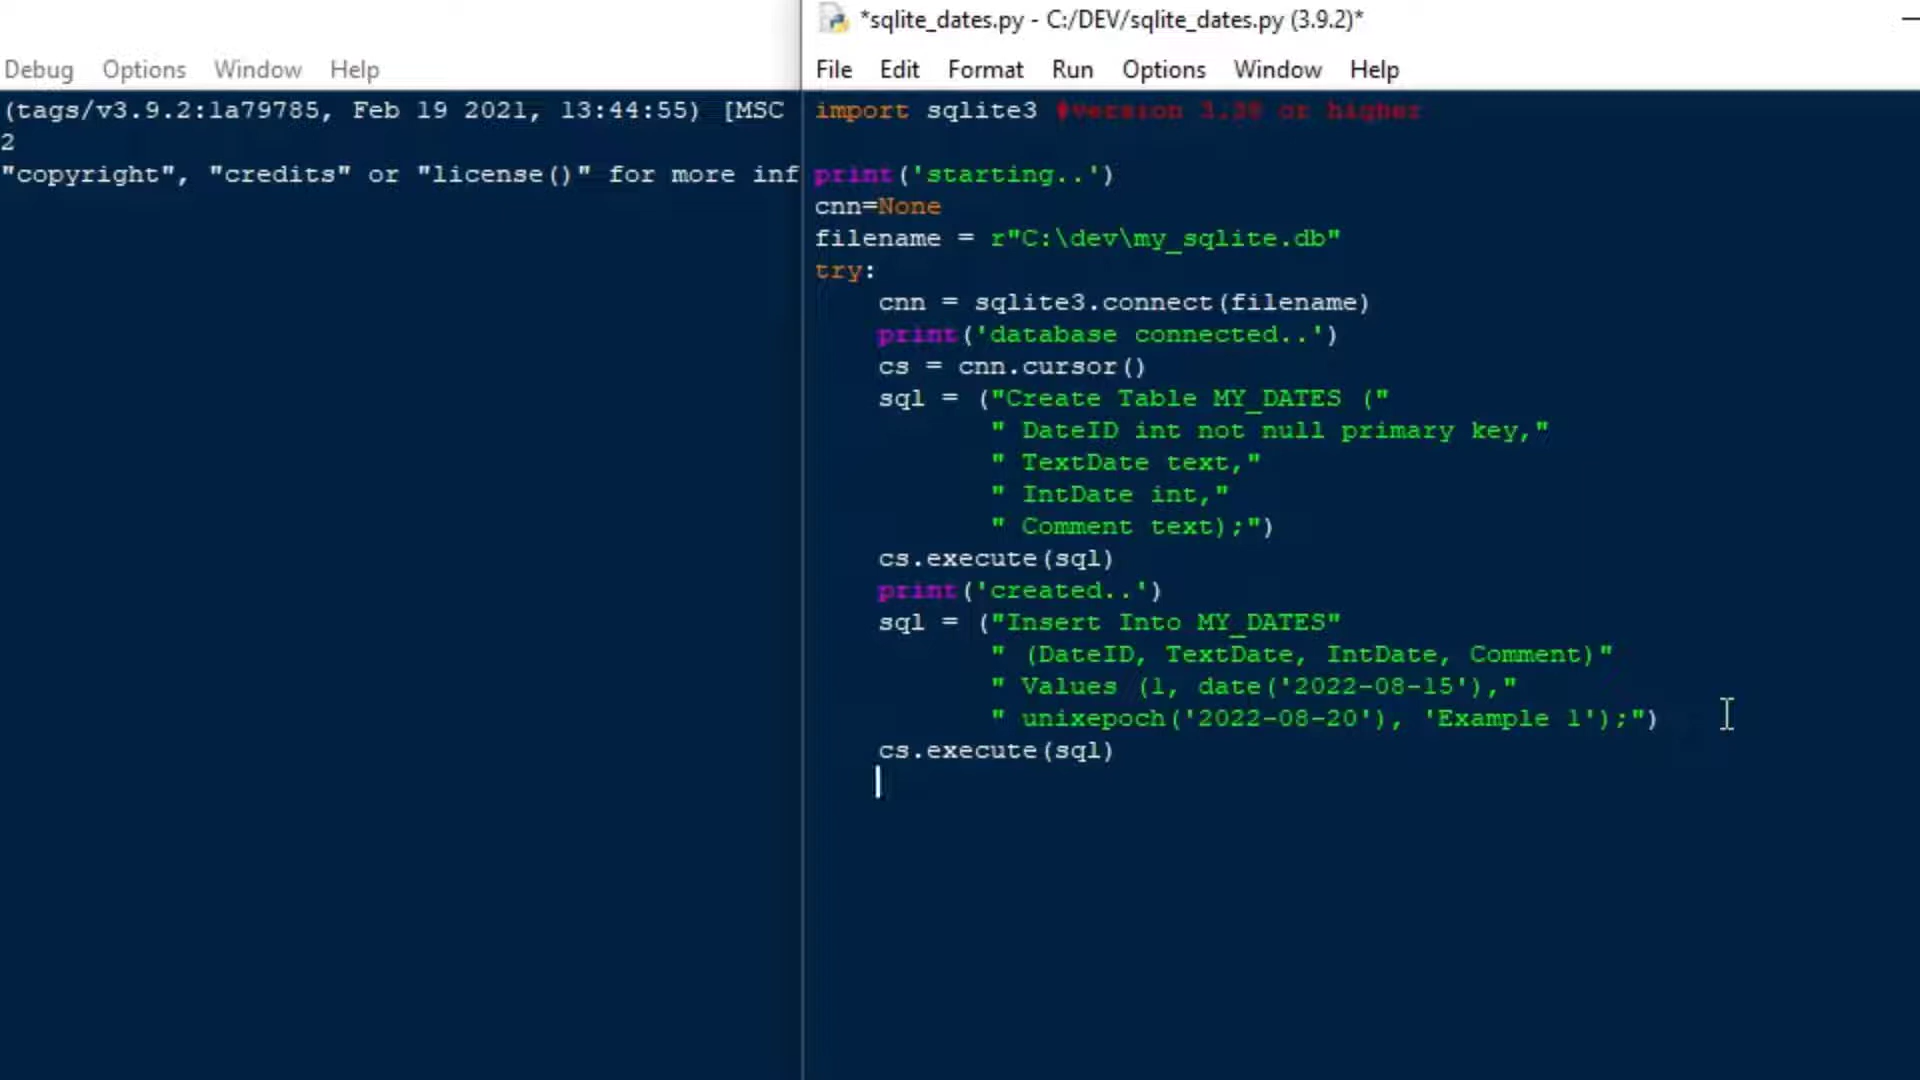 Debug Options Window Help
(tags/v3.9.2:1a79785, Feb 19 2021, 13:44:55) [MSC
2
"copyright", "credits" or "license()" for more inf
*sqlite_dates.py - C:/DEV/sqlite_dates.py (3.9.2)*
File Edit Format Run Options Window Help
import sqlite3 #version 3.38 or higher
print('starting..')
cnn=None
filename = r"C:\dev\my_sqlite.db"
try:
    cnn = sqlite3.connect(filename)
    print('database connected..')
    cs = cnn.cursor()
    sql = ("Create Table MY_DATES ("
           " DateID int not null primary key,"
           " TextDate text,"
           " IntDate int,"
           " Comment text);")
    cs.execute(sql)
    print('created..')
    sql = ("Insert Into MY_DATES"
           " (DateID, TextDate, IntDate, Comment)"
           " Values (1, date('2022-08-15'),"
           " unixepoch('2022-08-20'), 'Example 1');")
    cs.execute(sql)